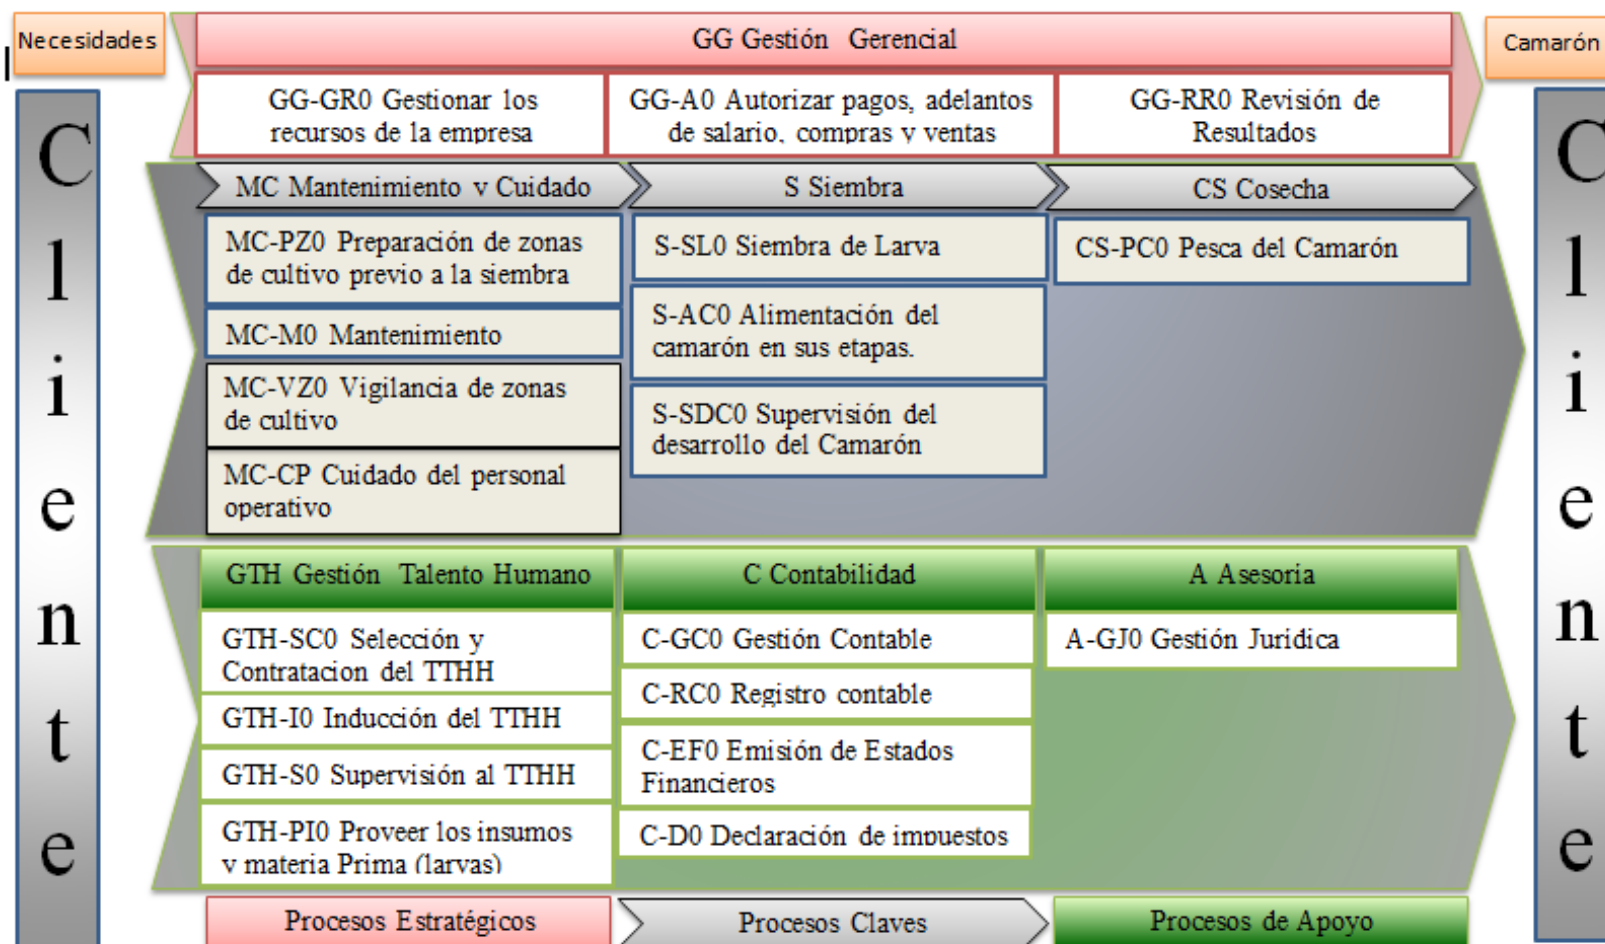 Necesidades
GG Gestión Gerencial
Camarón
GG-GR0 Gestionar los
recursos de la empresa
GG-A0 Autorizar pagos, adelantos
de salario, compras y ventas
GG-RR0 Revisión de
Resultados
Cliente
MC Mantenimiento y Cuidado
S Siembra
CS Cosecha
MC-PZ0 Preparación de zonas
de cultivo previo a la siembra
MC-M0 Mantenimiento
MC-VZ0 Vigilancia de zonas
de cultivo
MC-CP Cuidado del personal
operativo
S-SL0 Siembra de Larva
S-AC0 Alimentación del
camarón en sus etapas.
S-SDC0 Supervisión del
desarrollo del Camarón
CS-PC0 Pesca del Camarón
Cliente
GTH Gestión Talento Humano
C Contabilidad
A Asesoria
GTH-SC0 Selección y
Contratacion del TTHH
GTH-I0 Inducción del TTHH
GTH-S0 Supervisión al TTHH
GTH-PI0 Proveer los insumos
y materia Prima (larvas)
C-GC0 Gestión Contable
C-RC0 Registro contable
C-EF0 Emisión de Estados
Financieros
C-D0 Declaración de impuestos
A-GJ0 Gestión Jurídica
Procesos Estratégicos
Procesos Claves
Procesos de Apoyo